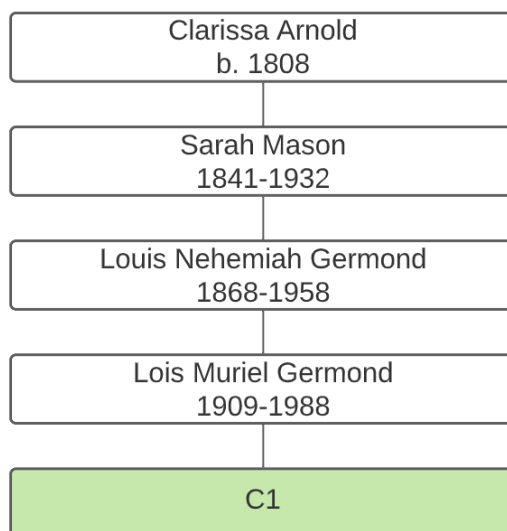 Clarissa Arnold
b. 1808
Sarah Mason
1841-1932
Louis Nehemiah Germond
1868-1958
Lois Muriel Germond
1909-1988
C1